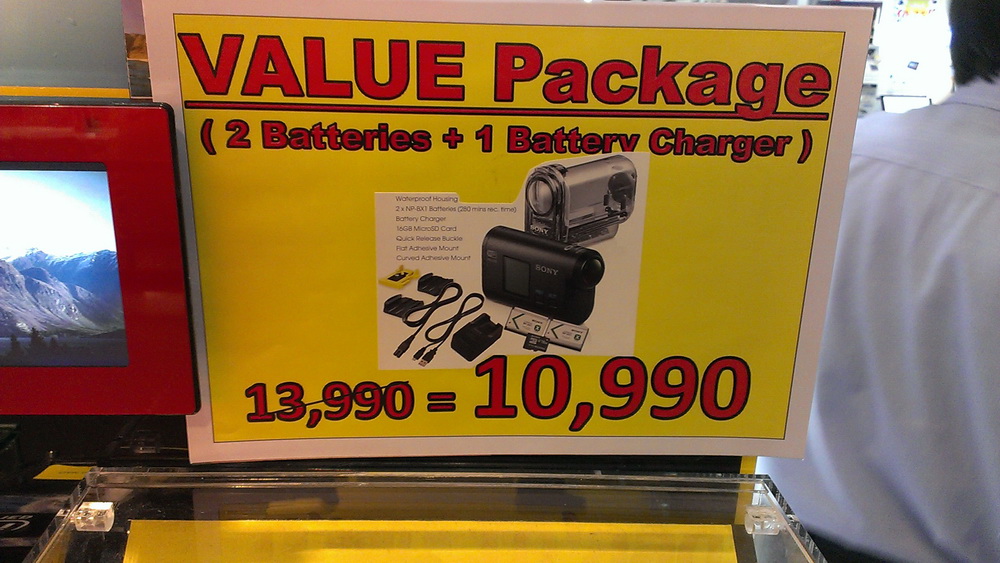 VALUE Package
( 2 Batteries + 1 Battery Charger )
Waterproof Housing
2 x NP-BX1 Batteries (280 mins rec. time)
Battery Charger
16GB MicroSD Card
Quick Release Buckle
Flat Adhesive Mount
Curved Adhesive Mount
SONY
SONY
13,990 = 10,990